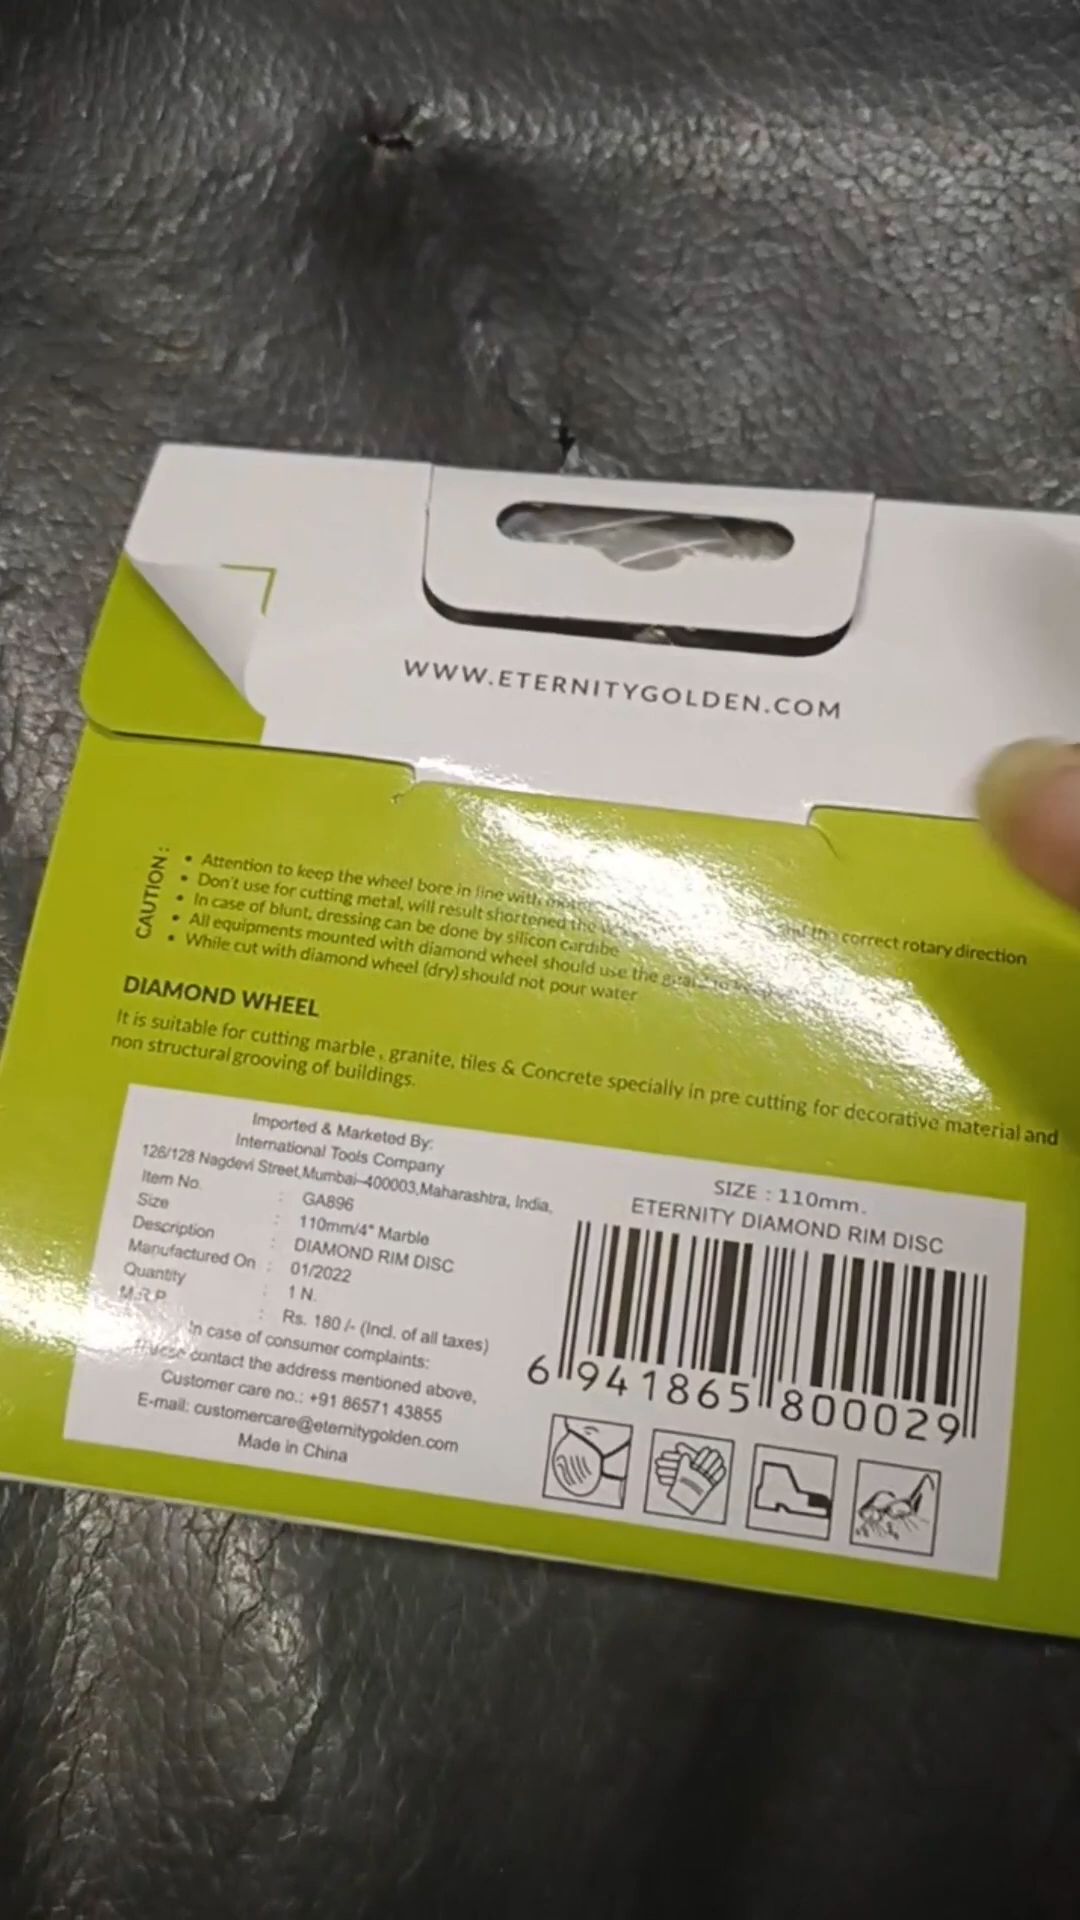 WWW.ETERNITYGOLDEN.COM
CAUTION :
• Attention to keep the wheel bore in line with correct rotary direction
• Don't use for cutting metal, will result shortened the
• In case of blunt, dressing can be done by silicon cardibe
• All equipments mounted with diamond wheel should use the
• While cut with diamond wheel (dry) should not pour water
DIAMOND WHEEL
It is suitable for cutting marble , granite, tiles & Concrete specially in pre cutting for decorative material and
non structural grooving of buildings.
Imported & Marketed By:
International Tools Company
126/128 Nagdevi Street,Mumbai-400003,Maharashtra, India.
Item No. : GA896
Size : 110mm/4" Marble
Description : DIAMOND RIM DISC
Manufactured On : 01/2022
Quantity : 1 N.
M.R.P. : Rs. 180 /- (Incl. of all taxes)
In case of consumer complaints:
Please contact the address mentioned above,
Customer care no.: +91 86571 43855
E-mail: customercare@eternitygolden.com
Made in China
SIZE : 110mm.
ETERNITY DIAMOND RIM DISC
6 941865 800029